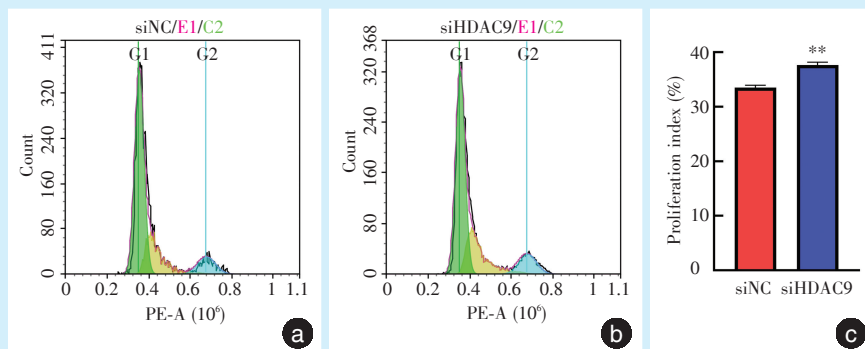 siNC/E1/C2
411
320
240
160
80
0
Count
G1
G2
0 0.2 0.4 0.6 0.8 1 1.1
PE-A (10⁶)
a
siHDAC9/E1/C2
368
320
240
160
80
0
Count
G1
G2
0 0.2 0.4 0.6 0.8 1 1.1
PE-A (10⁶)
b
40
30
20
10
0
Proliferation index (%)
**
siNC siHDAC9
c